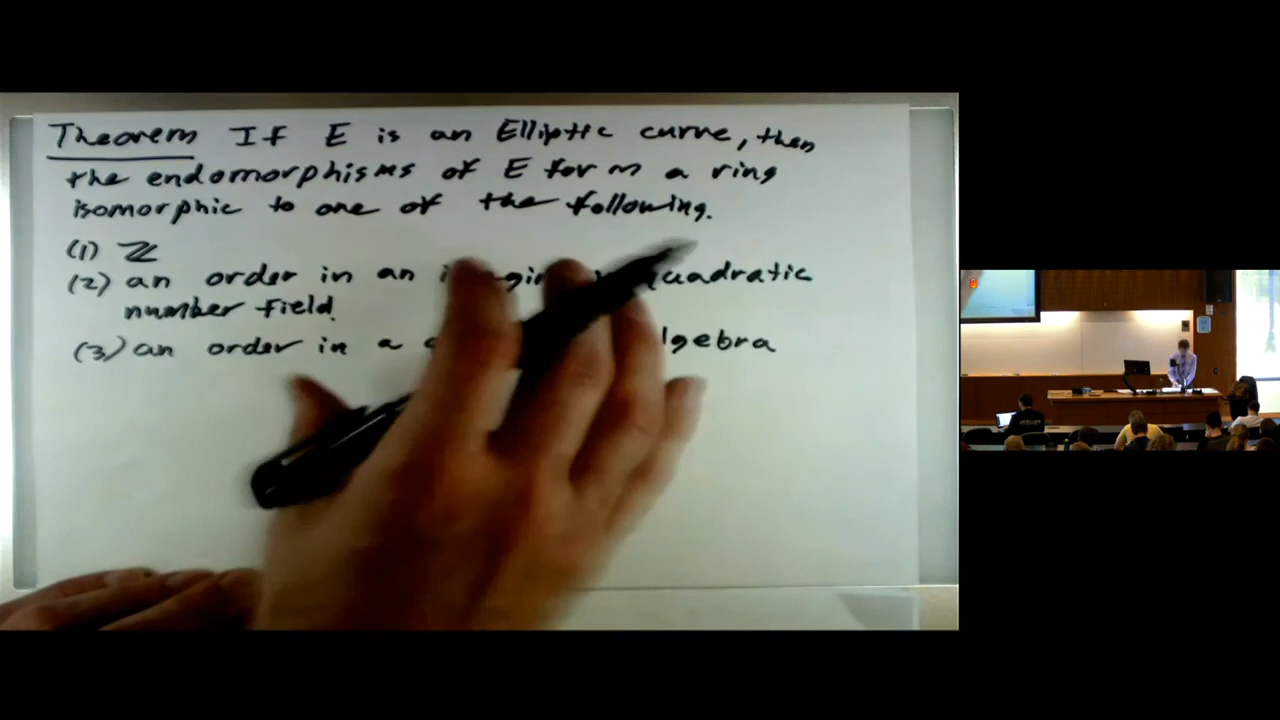 Theorem If E is an Elliptic curve, then
the endomorphisms of E form a ring
isomorphic to one of the following.
(1) ℤ
(2) an order in an quadratic
number field.
(3) an order in a